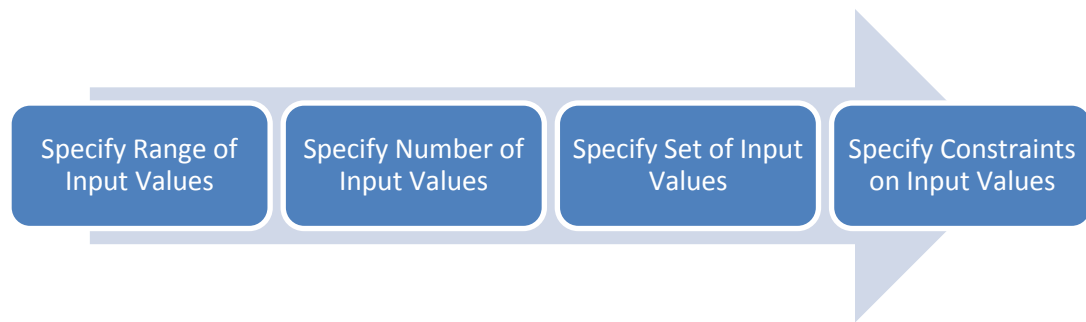 Specify Range of
Input Values
Specify Number of
Input Values
Specify Set of Input
Values
Specify Constraints
on Input Values